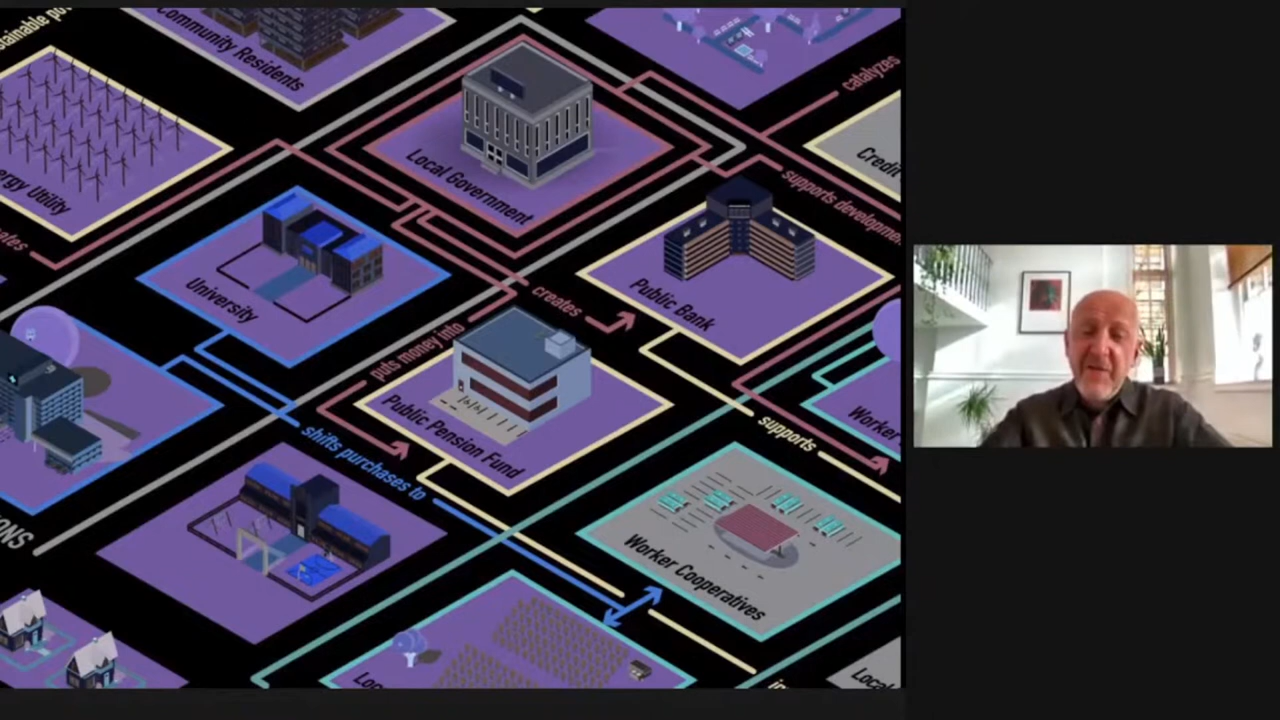 Community Residents
catalyzes
Local Government
Credit
supports
University
Public Bank
creates
puts money into
Public Pension Fund
shifts purchases to
supports
Worker Cooperatives